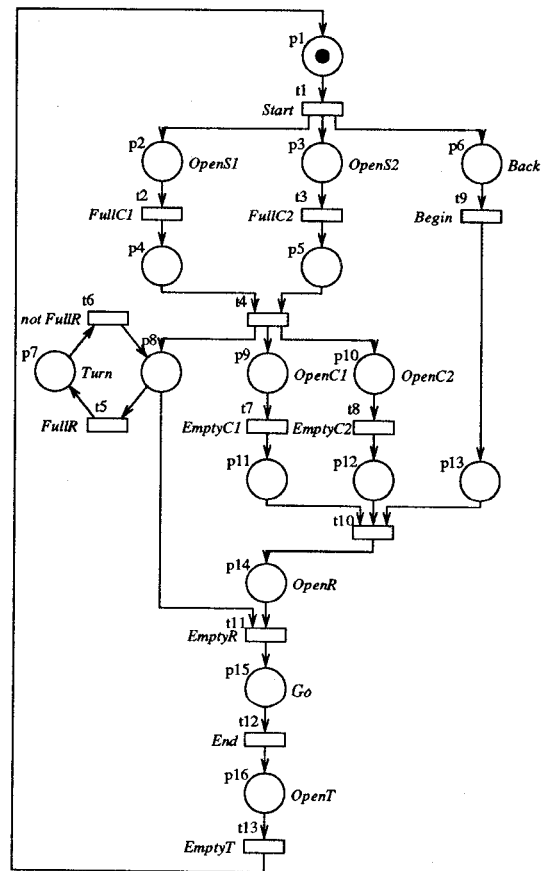 p1
t1
Start
p2
p3
p6
OpenS1
OpenS2
Back
t2
t3
t9
FullC1
FullC2
Begin
p4
p5
t6
t4
not FullR
p8
p7
p9
p10
Turn
OpenC1
OpenC2
t5
t7
t8
FullR
EmptyC1
EmptyC2
p11
p12
p13
t10
p14
OpenR
t11
EmptyR
p15
Go
t12
End
p16
OpenT
t13
EmptyT